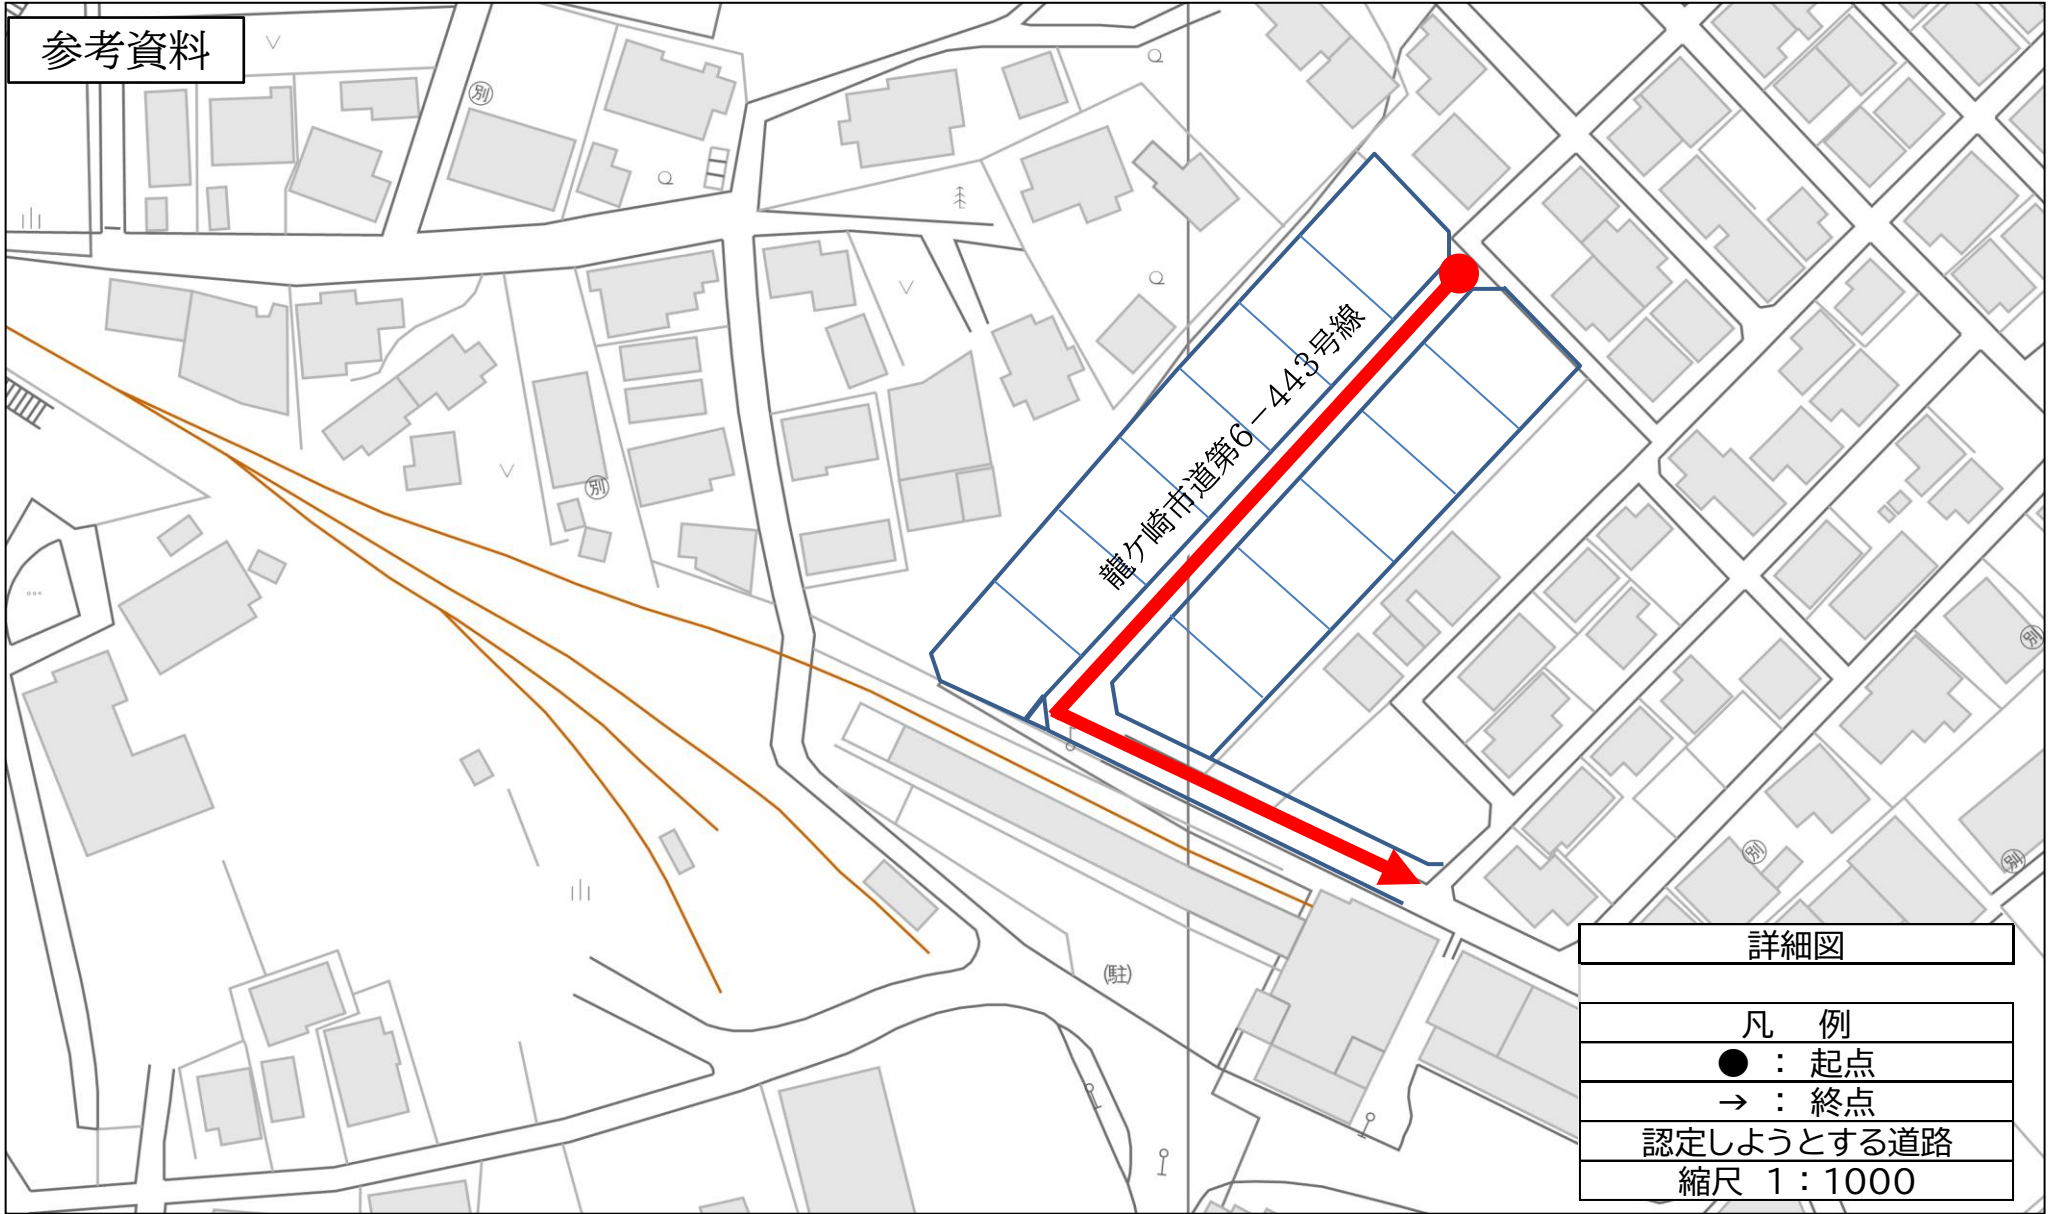 参考資料
別
別
龍ケ崎市道第6－443号線
別
別
別
(駐)
詳細図
凡 例
● : 起点
→ : 終点
認定しようとする道路
縮尺 1:1000